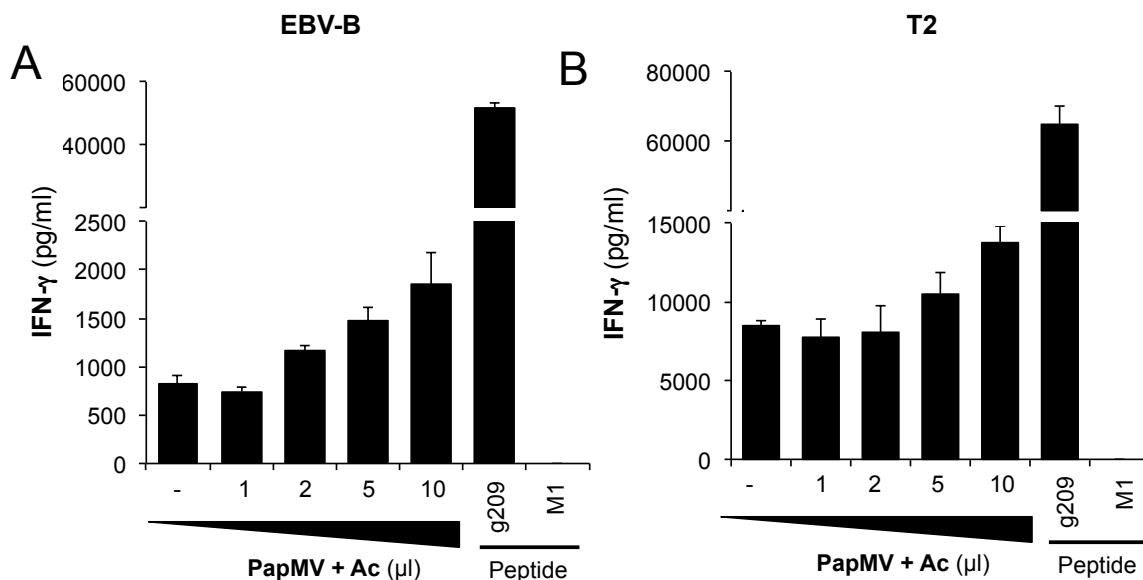 EBV-B
A
60000
40000
2500
2000
1500
1000
500
0
IFN-γ (pg/ml)
- 1 2 5 10 g209 M1
PapMV + Ac (µl) Peptide
T2
B
80000
60000
15000
10000
5000
0
IFN-γ (pg/ml)
- 1 2 5 10 g209 M1
PapMV + Ac (µl) Peptide